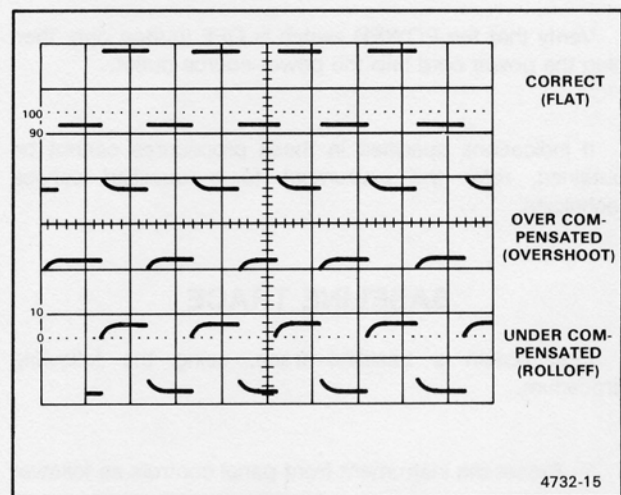 CORRECT
(FLAT)
100
90
OVER COM-
PENSATED
(OVERSHOOT)
10
0
UNDER COM-
PENSATED
(ROLLOFF)
4732-15